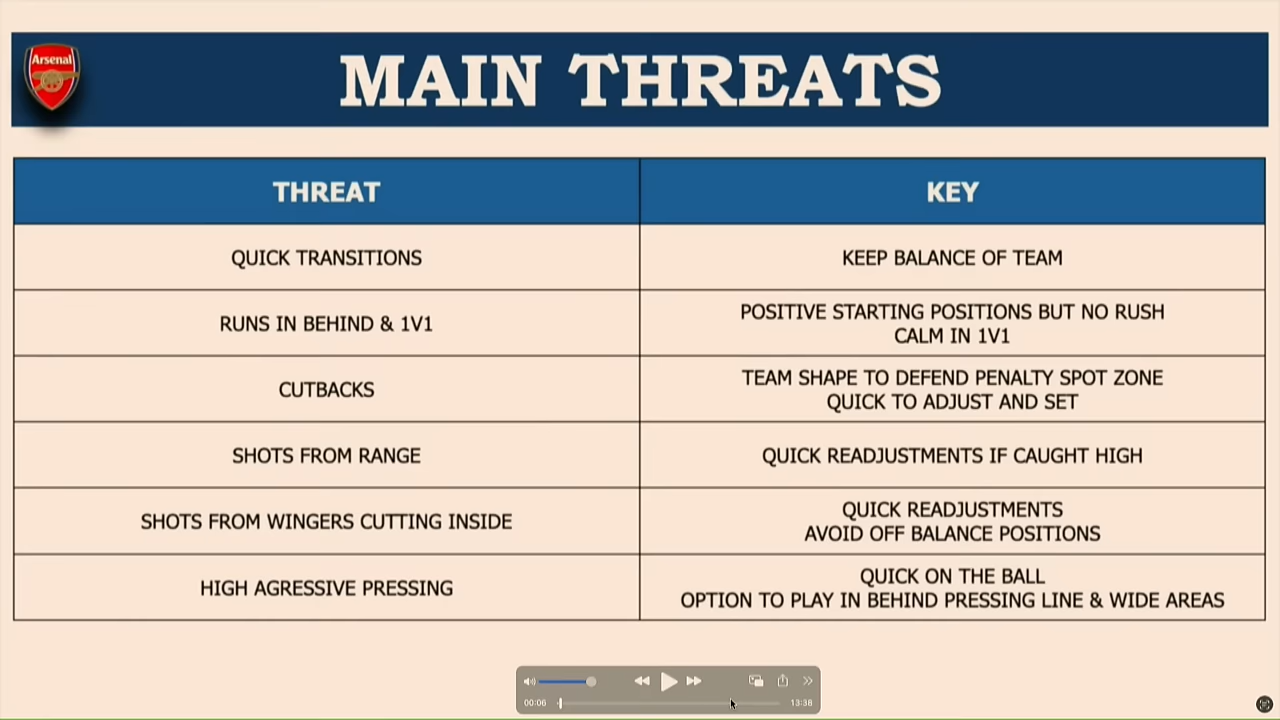 Arsenal
MAIN THREATS
THREAT
KEY
QUICK TRANSITIONS
KEEP BALANCE OF TEAM
RUNS IN BEHIND & 1V1
POSITIVE STARTING POSITIONS BUT NO RUSH
CALM IN 1V1
CUTBACKS
TEAM SHAPE TO DEFEND PENALTY SPOT ZONE
QUICK TO ADJUST AND SET
SHOTS FROM RANGE
QUICK READJUSTMENTS IF CAUGHT HIGH
SHOTS FROM WINGERS CUTTING INSIDE
QUICK READJUSTMENTS
AVOID OFF BALANCE POSITIONS
HIGH AGRESSIVE PRESSING
QUICK ON THE BALL
OPTION TO PLAY IN BEHIND PRESSING LINE & WIDE AREAS
00:06
13:38